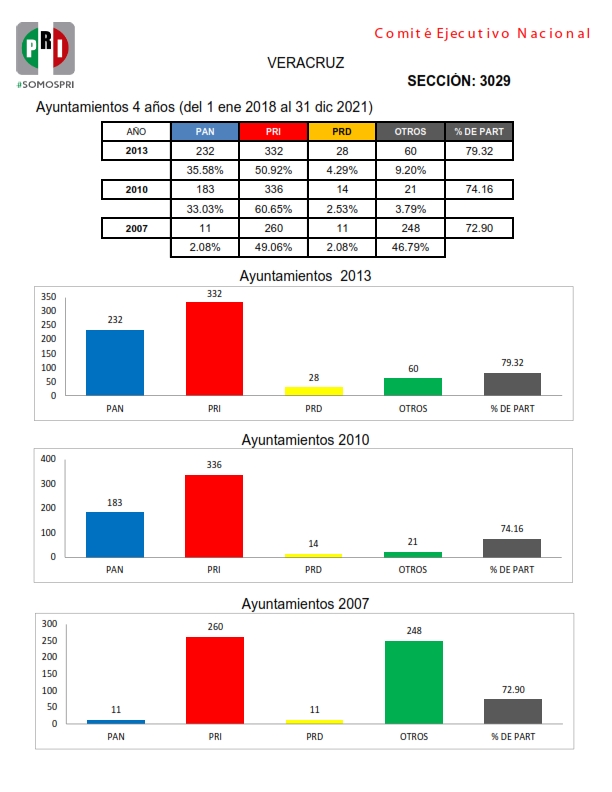 Comité Ejecutivo Nacional
PRI
#SOMOSPRI
VERACRUZ
SECCIÓN: 3029
Ayuntamientos 4 años (del 1 ene 2018 al 31 dic 2021)
AÑO PAN PRI PRD OTROS % DE PART
2013 232 332 28 60 79.32
35.58% 50.92% 4.29% 9.20%
2010 183 336 14 21 74.16
33.03% 60.65% 2.53% 3.79%
2007 11 260 11 248 72.90
2.08% 49.06% 2.08% 46.79%
Ayuntamientos 2013
350
300
250
200
150
100
50
0
232 332 28 60 79.32
PAN PRI PRD OTROS % DE PART
Ayuntamientos 2010
400
300
200
100
0
183 336 14 21 74.16
PAN PRI PRD OTROS % DE PART
Ayuntamientos 2007
300
250
200
150
100
50
0
11 260 11 248 72.90
PAN PRI PRD OTROS % DE PART